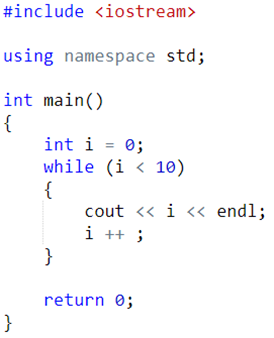 #include <iostream>
using namespace std;
int main()
{
    int i = 0;
    while (i < 10)
    {
        cout << i << endl;
        i ++ ;
    }
    return 0;
}